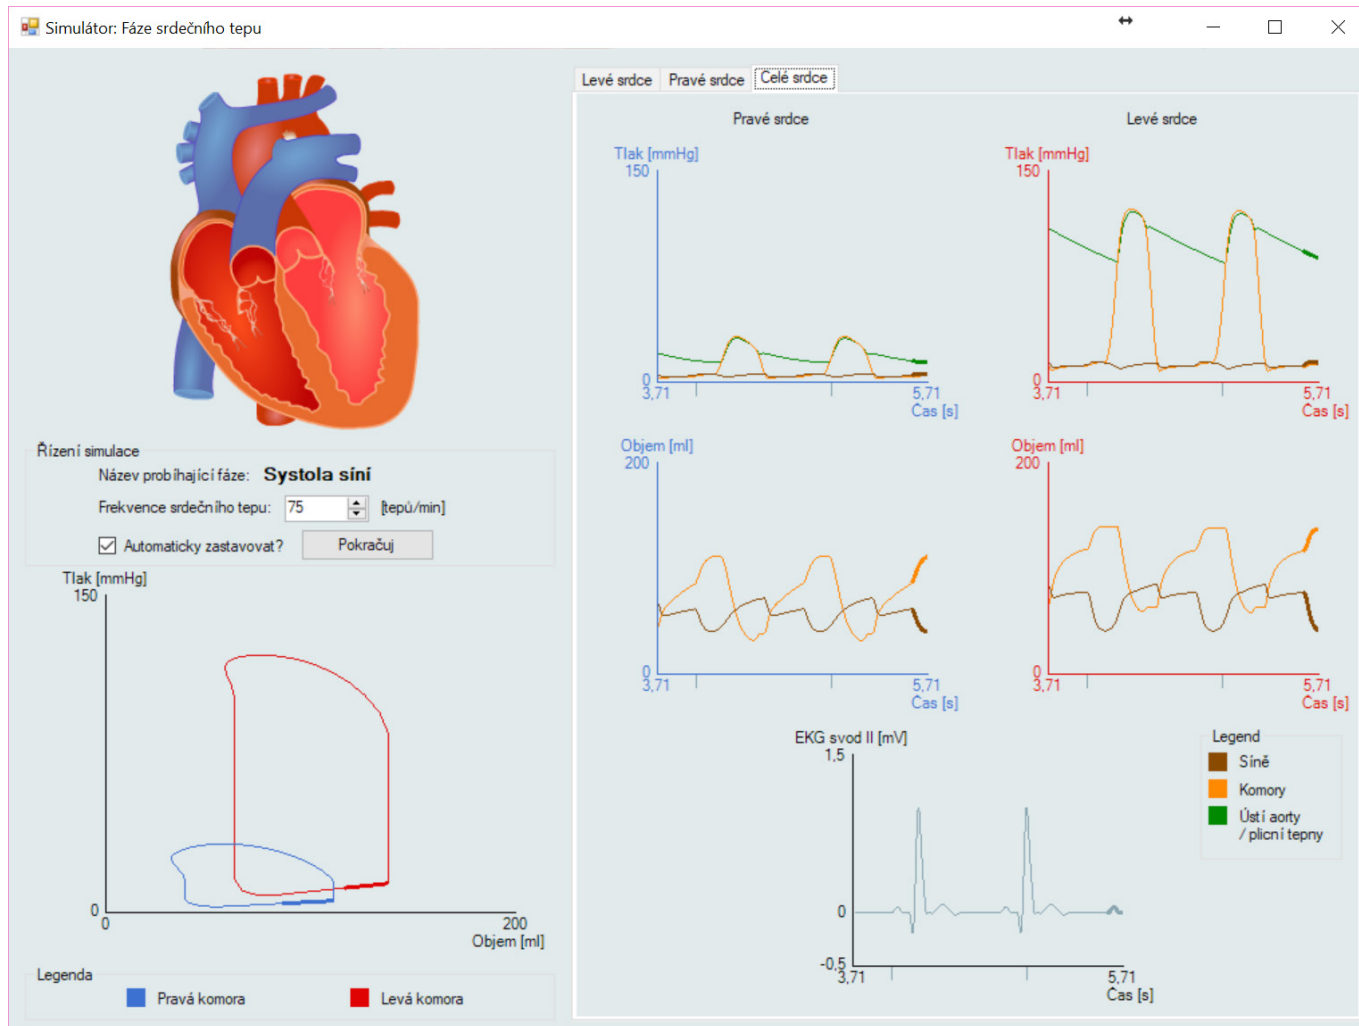 Simulátor: Fáze srdečního tepu
Levé srdce
Pravé srdce
Celé srdce
Pravé srdce
Levé srdce
Tlak [mmHg]
150
0
3,71
5,71
Čas [s]
Tlak [mmHg]
150
0
3,71
5,71
Čas [s]
Řízení simulace
Název probíhající fáze: Systola síní
Frekvence srdečního tepu: 75 [tepů/min]
Automaticky zastavovat? Pokračuj
Objem [ml]
200
0
3,71
5,71
Čas [s]
Objem [ml]
200
0
3,71
5,71
Čas [s]
Tlak [mmHg]
150
0
0
200
Objem [ml]
EKG svod II [mV]
1,5
0
-0,5
3,71
5,71
Čas [s]
Legend
Síně
Komory
Ústí aorty
/ plicní tepny
Legenda
Pravá komora
Levá komora